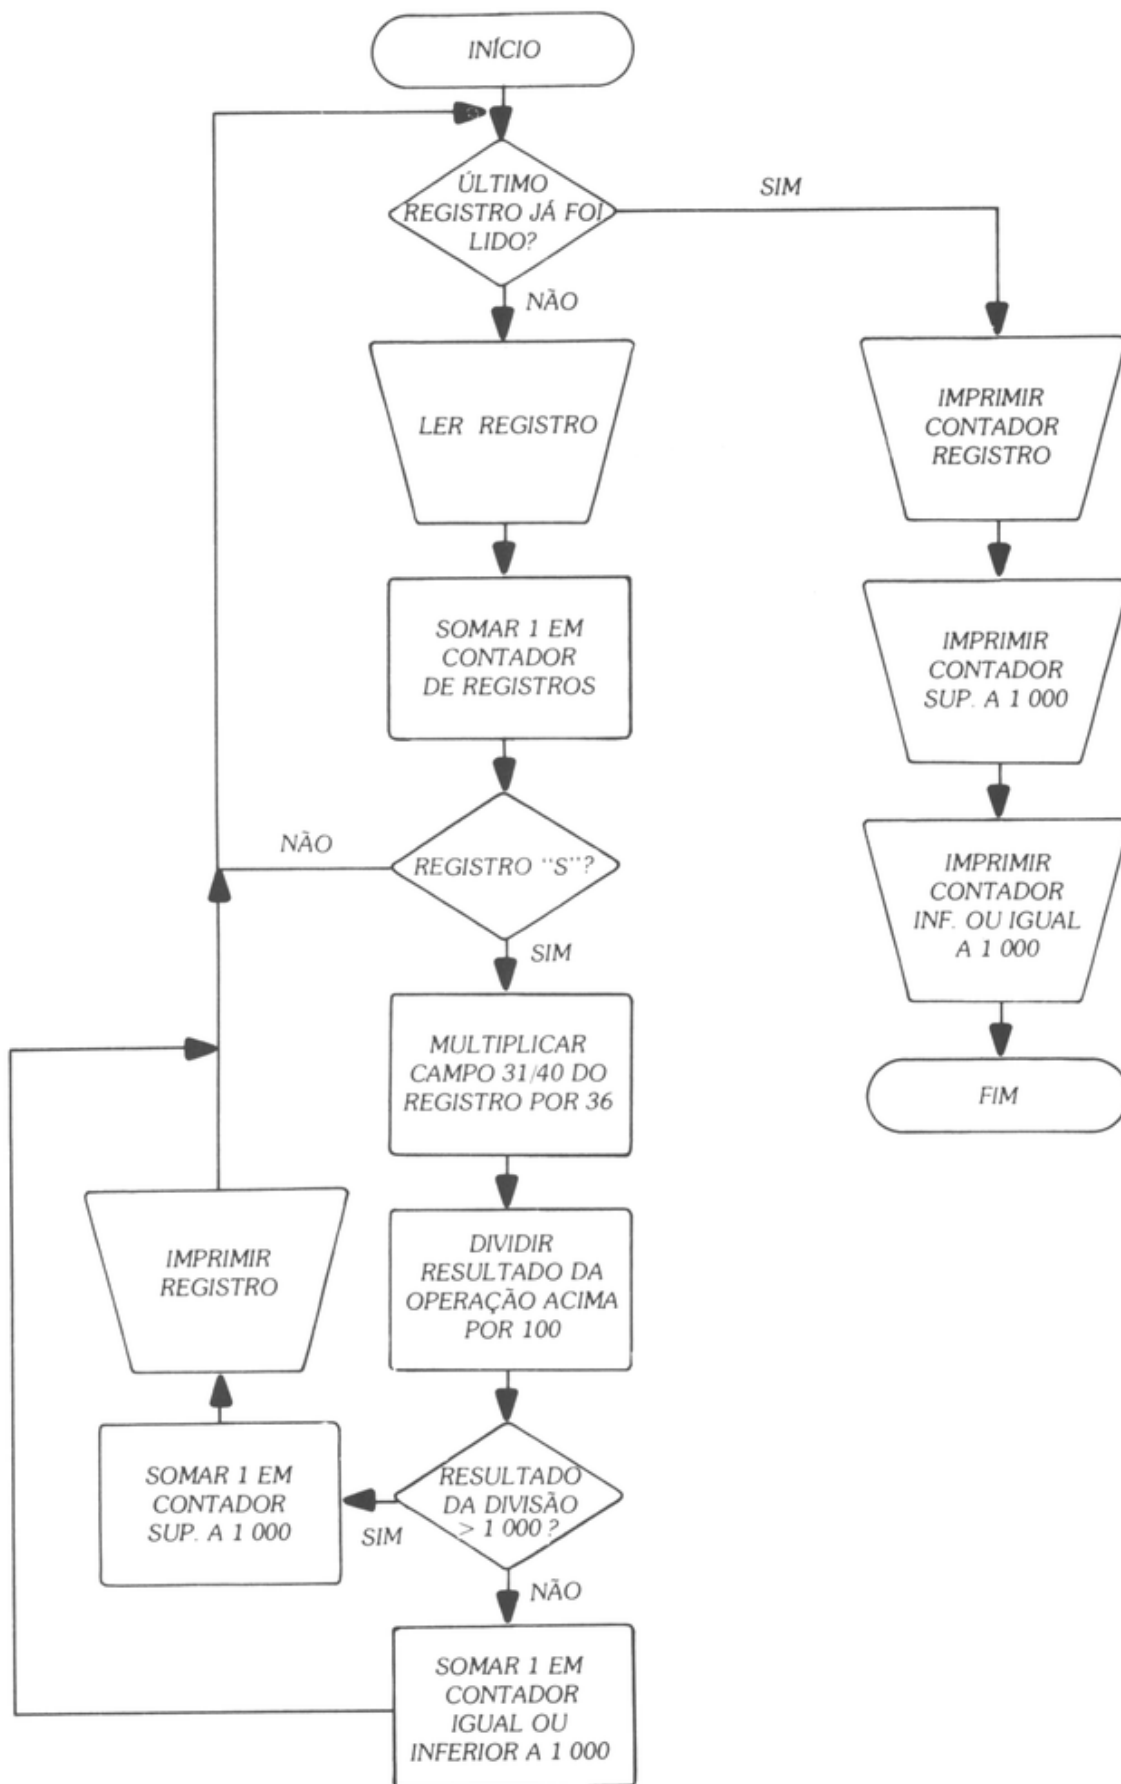 INÍCIO
ÚLTIMO
REGISTRO JÁ FOI
LIDO?
SIM
NÃO
LER REGISTRO
IMPRIMIR
CONTADOR
REGISTRO
SOMAR 1 EM
CONTADOR
DE REGISTROS
IMPRIMIR
CONTADOR
SUP. A 1 000
NÃO
REGISTRO "S"?
SIM
IMPRIMIR
CONTADOR
INF. OU IGUAL
A 1 000
MULTIPLICAR
CAMPO 31/40 DO
REGISTRO POR 36
FIM
IMPRIMIR
REGISTRO
DIVIDIR
RESULTADO DA
OPERAÇÃO ACIMA
POR 100
SOMAR 1 EM
CONTADOR
SUP. A 1 000
SIM
RESULTADO
DA DIVISÃO
> 1 000 ?
NÃO
SOMAR 1 EM
CONTADOR
IGUAL OU
INFERIOR A 1 000